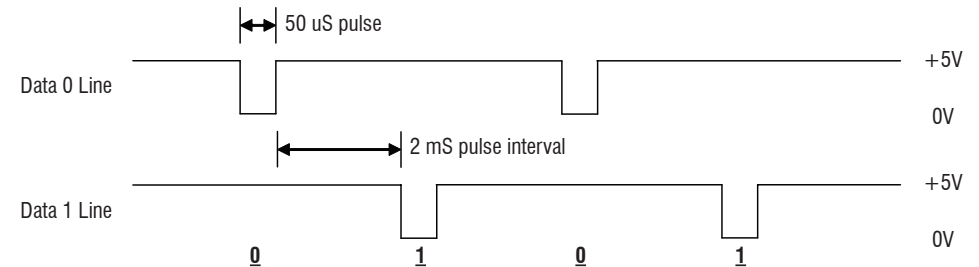 50 uS pulse
+5V
Data 0 Line
0V
2 mS pulse interval
+5V
Data 1 Line
0V
0 1 0 1